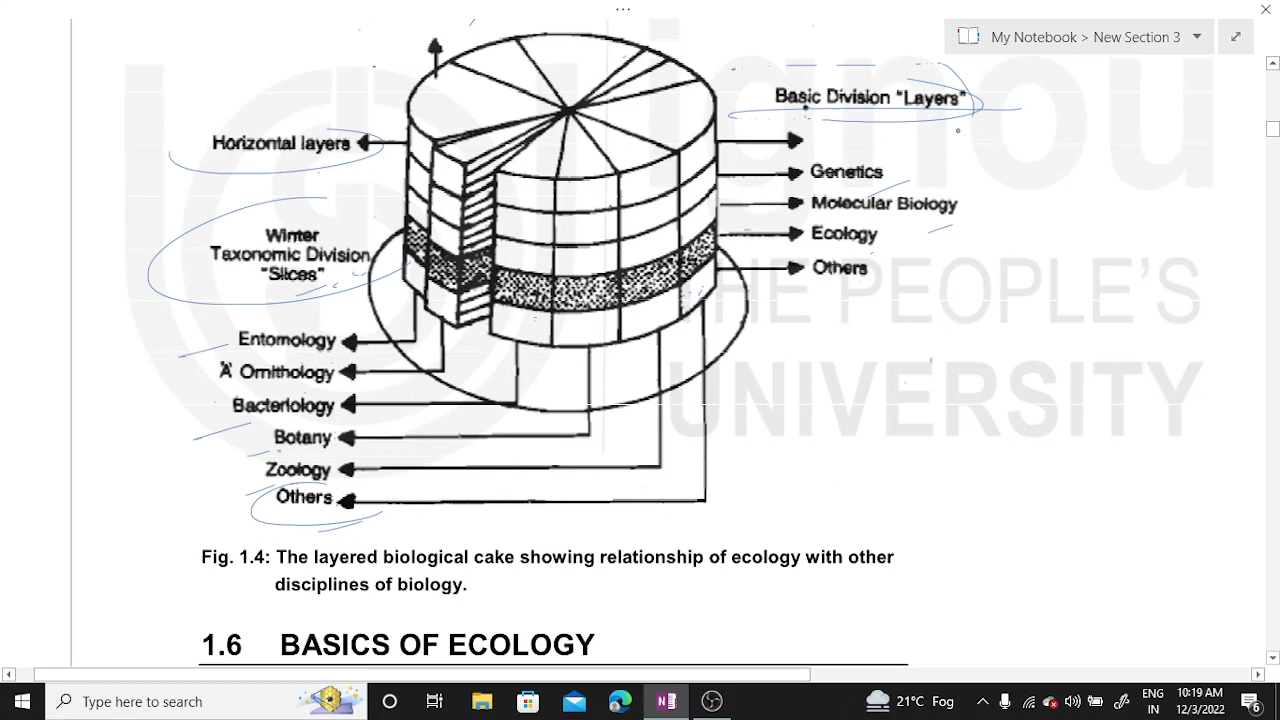 ...
My Notebook > New Section 3
ignou
THE PEOPLE'S
UNIVERSITY
Horizontal layers
Winter
Taxonomic Division
"Slices"
Entomology
Ornithology
Bacteriology
Botany
Zoology
Others
Basic Division "Layers"
Genetics
Molecular Biology
Ecology
Others
Fig. 1.4: The layered biological cake showing relationship of ecology with other
disciplines of biology.
1.6 BASICS OF ECOLOGY
Type here to search
21°C Fog
ENG
IN
6:19 AM
12/3/2022
6